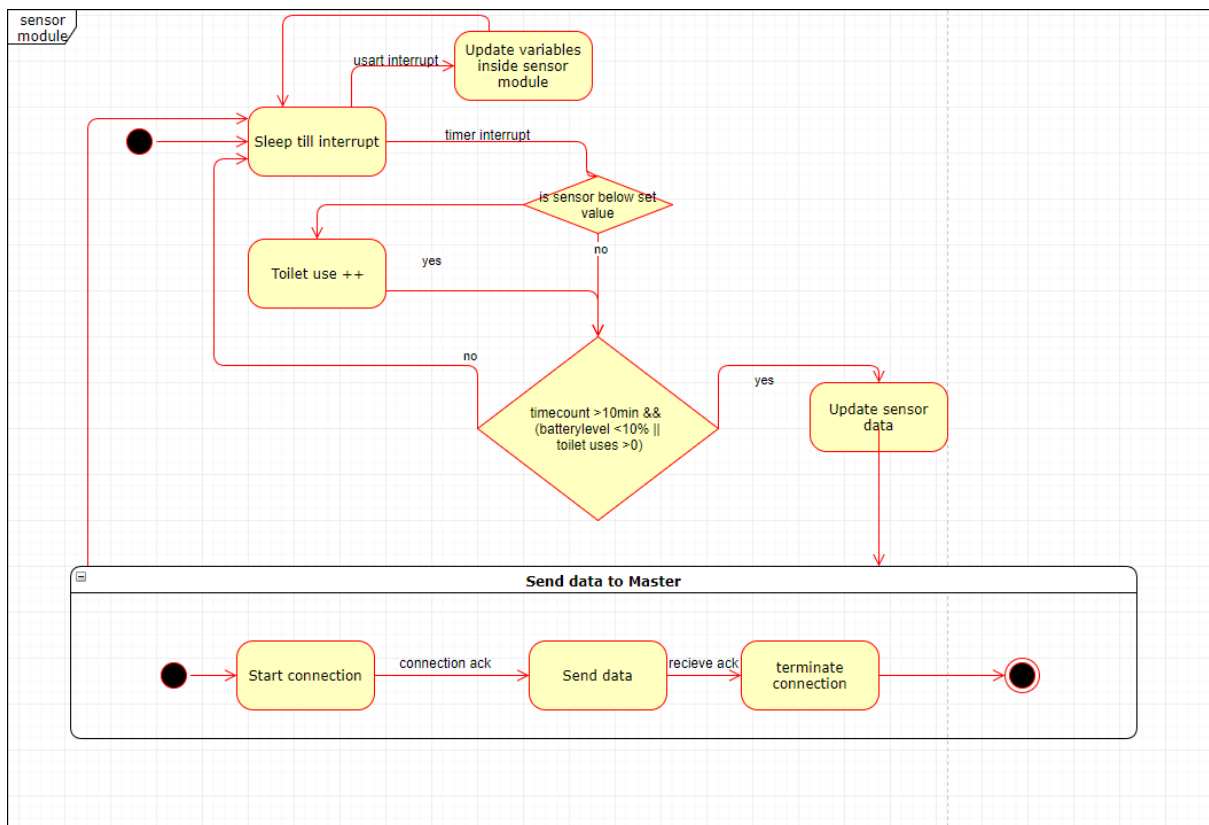 sensor
module
Update variables
inside sensor
module
usart interrupt
Sleep till interrupt
timer interrupt
is sensor below set
value
no
Toilet use ++
yes
no
timecount >10min &&
(batterylevel <10% ||
toilet uses >0)
yes
Update sensor
data
Send data to Master
Start connection
connection ack
Send data
recieve ack
terminate
connection